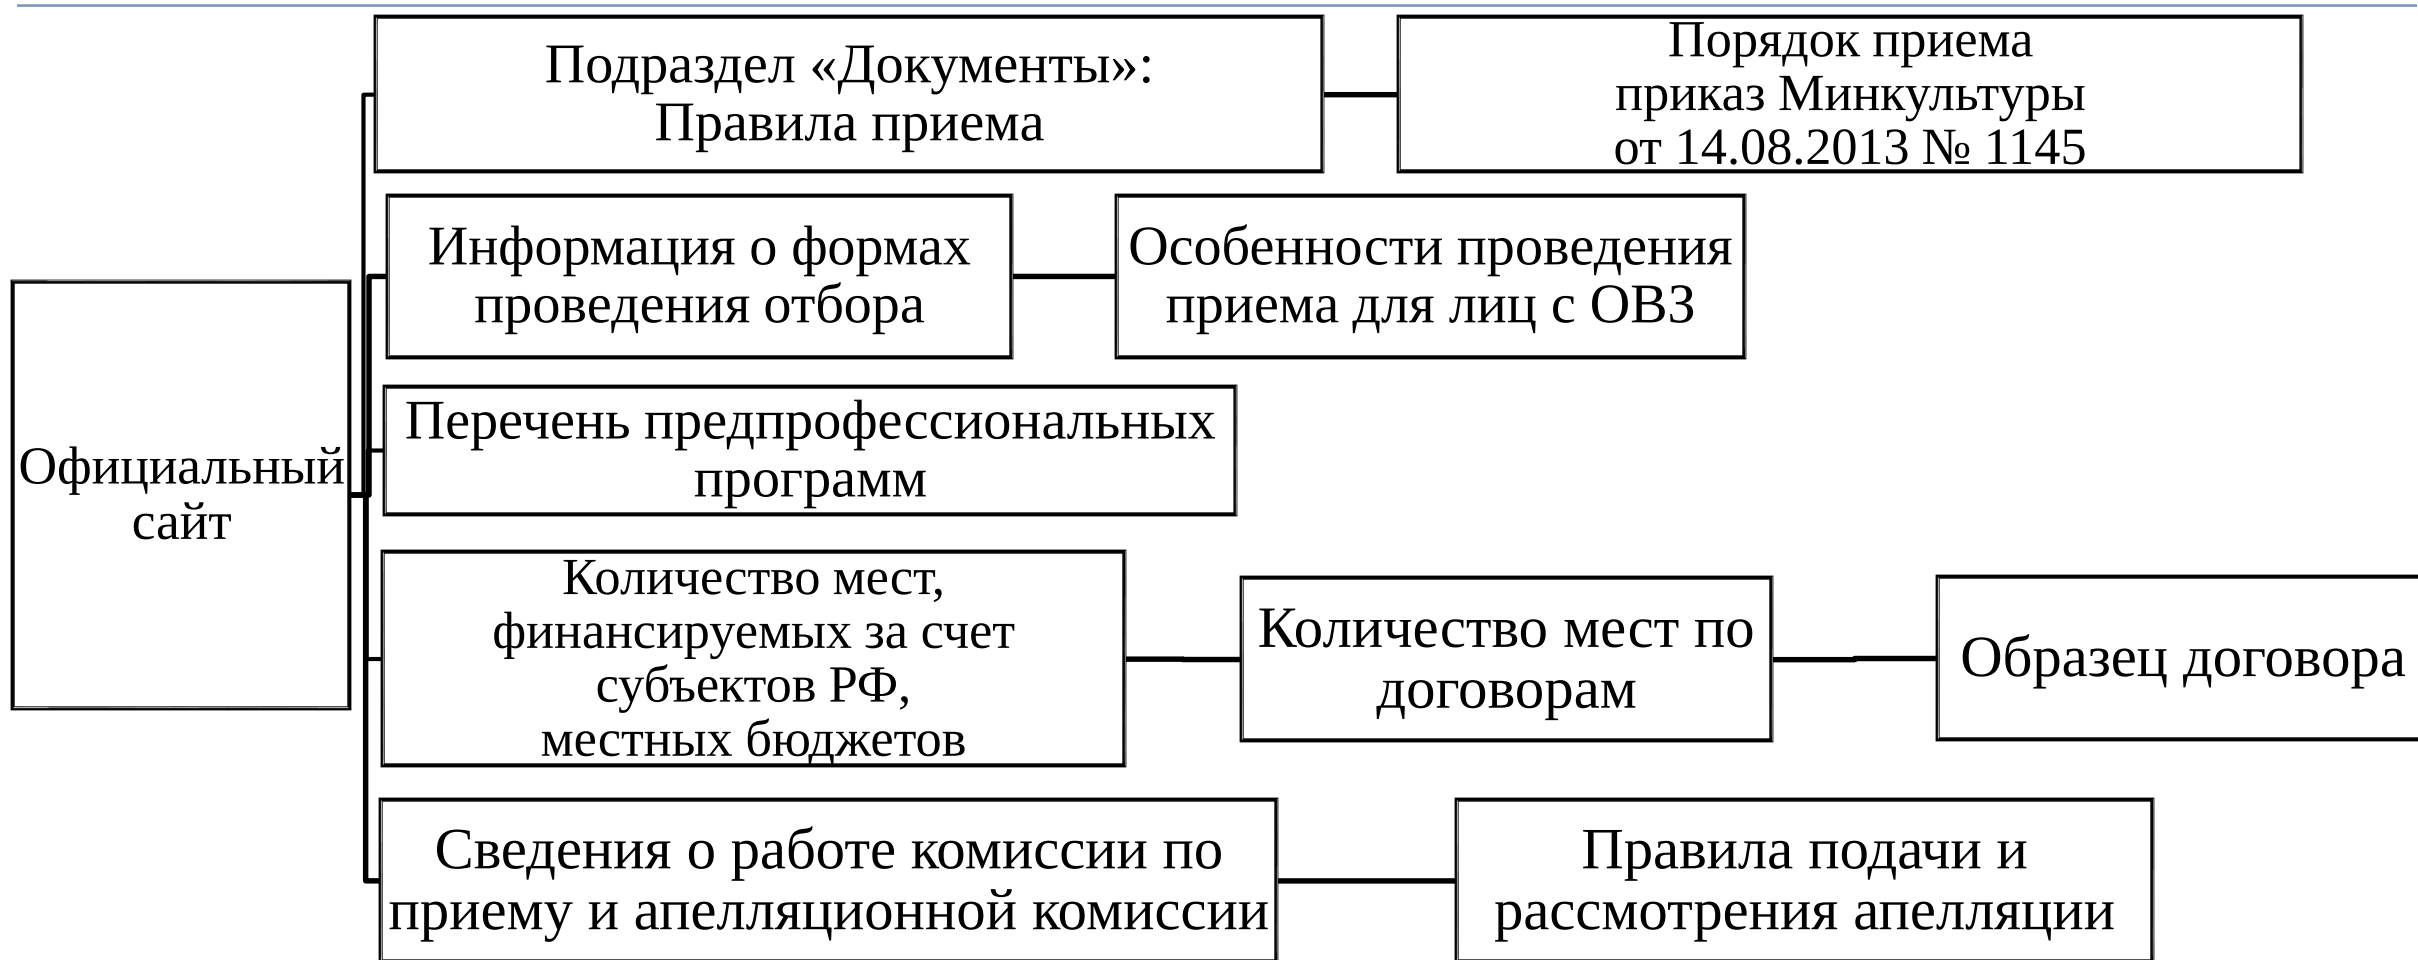 Официальный
сайт
Подраздел «Документы»:
Правила приема
Порядок приема
приказ Минкультуры
от 14.08.2013 № 1145
Информация о формах
проведения отбора
Особенности проведения
приема для лиц с ОВЗ
Перечень предпрофессиональных
программ
Количество мест,
финансируемых за счет
субъектов РФ,
местных бюджетов
Количество мест по
договорам
Образец договора
Сведения о работе комиссии по
приему и апелляционной комиссии
Правила подачи и
рассмотрения апелляции